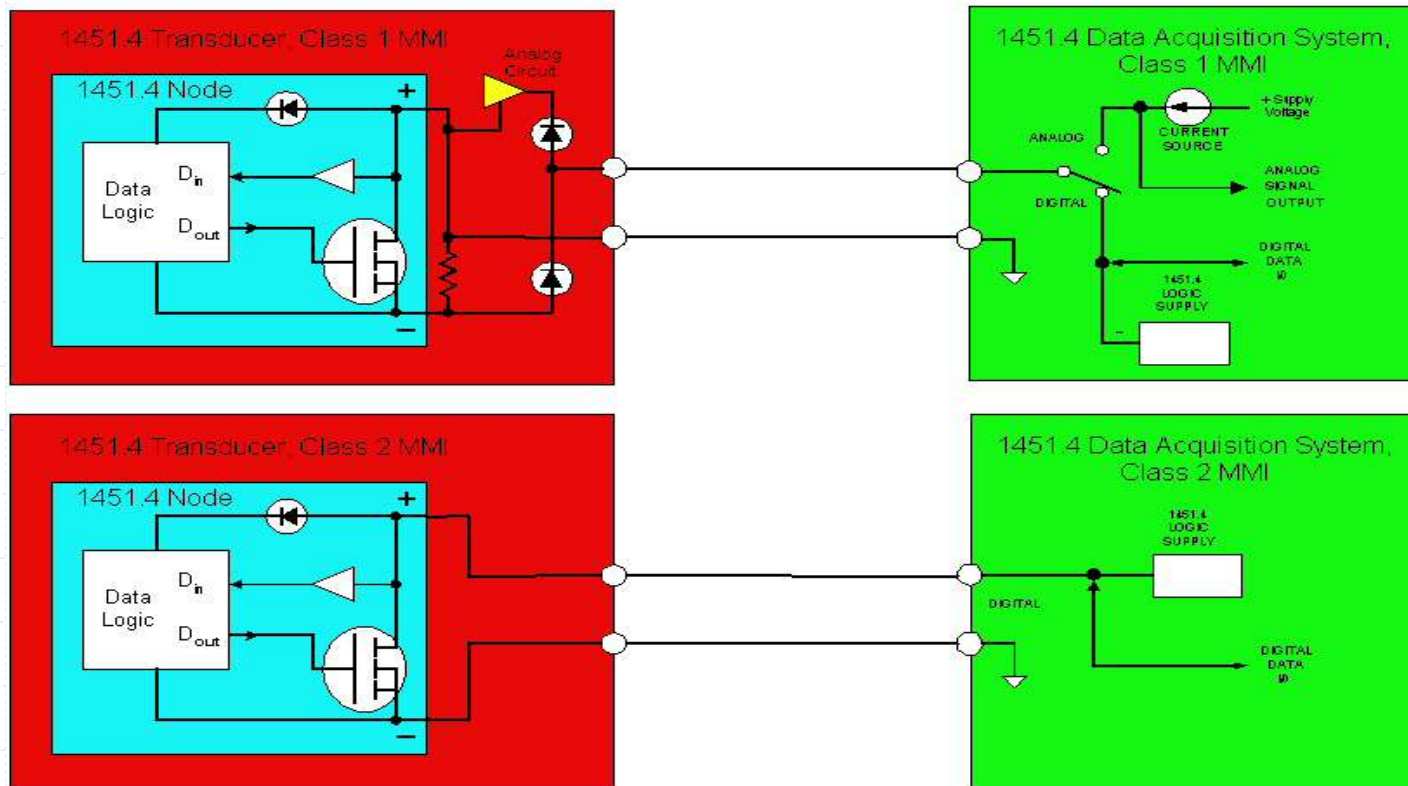 1451.4 Transducer, Class 1 MMI
Analog
Circuit
1451.4 Node
+
Data
Logic
Din
Dout
–
1451.4 Data Acquisition System,
Class 1 MMI
+ Supply
Voltage
CURRENT
SOURCE
ANALOG
ANALOG
SIGNAL
OUTPUT
DIGITAL
DIGITAL
DATA
I/O
1451.4
LOGIC
SUPPLY
-
1451.4 Transducer, Class 2 MMI
1451.4 Node
+
Data
Logic
Din
Dout
–
1451.4 Data Acquisition System,
Class 2 MMI
1451.4
LOGIC
SUPPLY
DIGITAL
DIGITAL
DATA
I/O